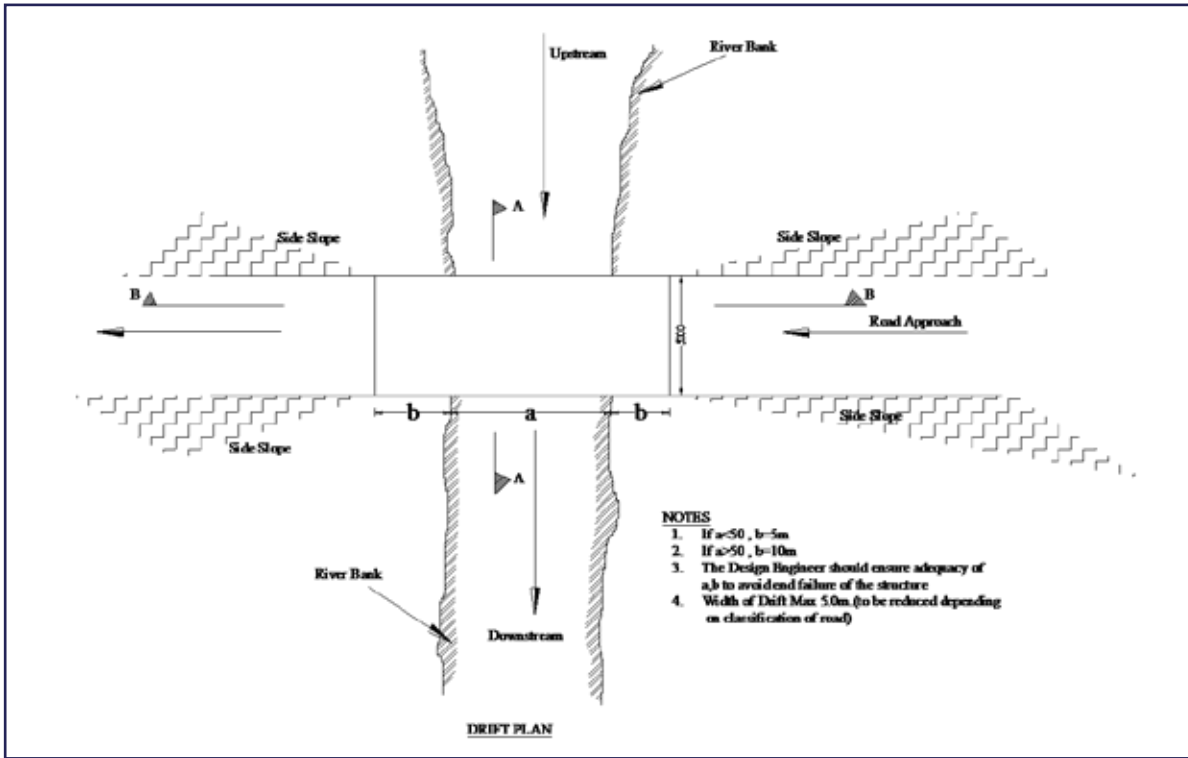 Upstream
River Bank
A
Side Slope
Side Slope
B
B
Road Approach
5000
b
a
b
Side Slope
Side Slope
A
NOTES
1. If a<50 , b=5m
2. If a>50 , b=10m
3. The Design Engineer should ensure adequacy of
a,b to avoid end failure of the structure
4. Width of Drift Max 5.0m.(to be reduced depending
on classification of road)
River Bank
Downstream
DRIFT PLAN